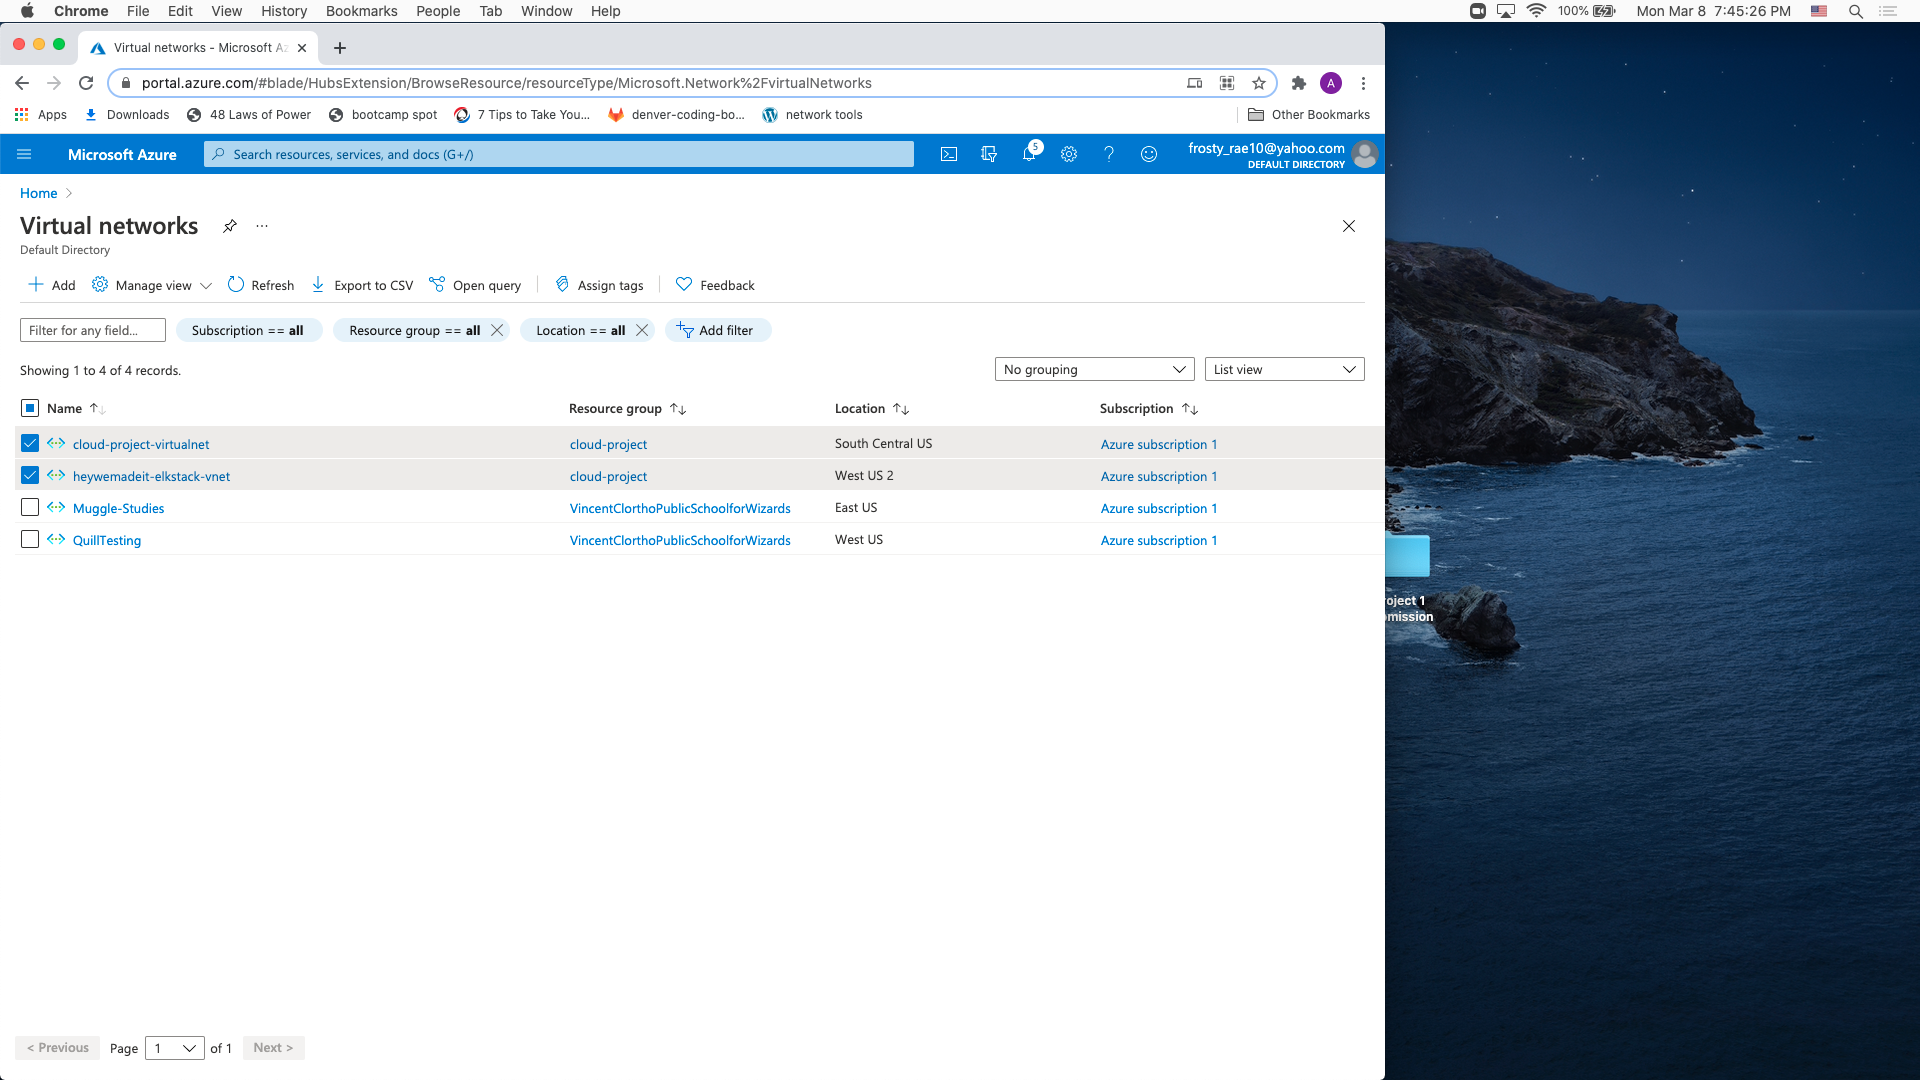 Chrome File Edit View History Bookmarks People Tab Window Help 100% Mon Mar 8 7:45:26 PM
Virtual networks - Microsoft Az
portal.azure.com/#blade/HubsExtension/BrowseResource/resourceType/Microsoft.Network%2FvirtualNetworks A
Apps Downloads 48 Laws of Power bootcamp spot 7 Tips to Take You... denver-coding-bo... network tools Other Bookmarks
Microsoft Azure Search resources, services, and docs (G+/) 5 frosty_rae10@yahoo.com
DEFAULT DIRECTORY
Home
Virtual networks ...
Default Directory
Add Manage view Refresh Export to CSV Open query Assign tags Feedback
Filter for any field... Subscription == all Resource group == all Location == all Add filter
Showing 1 to 4 of 4 records. No grouping List view
Name Resource group Location Subscription
cloud-project-virtualnet cloud-project South Central US Azure subscription 1
heywemadeit-elkstack-vnet cloud-project West US 2 Azure subscription 1
Muggle-Studies VincentClorthoPublicSchoolforWizards East US Azure subscription 1
QuillTesting VincentClorthoPublicSchoolforWizards West US Azure subscription 1
oject 1
mission
< Previous Page 1 of 1 Next >